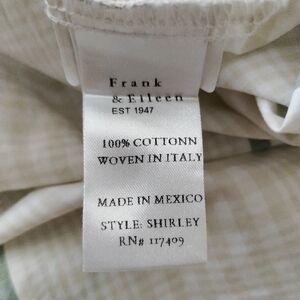 Frank
& Eileen
EST 1947
100% COTTONN
WOVEN IN ITALY
MADE IN MEXICO
STYLE: SHIRLEY
RN# 117409